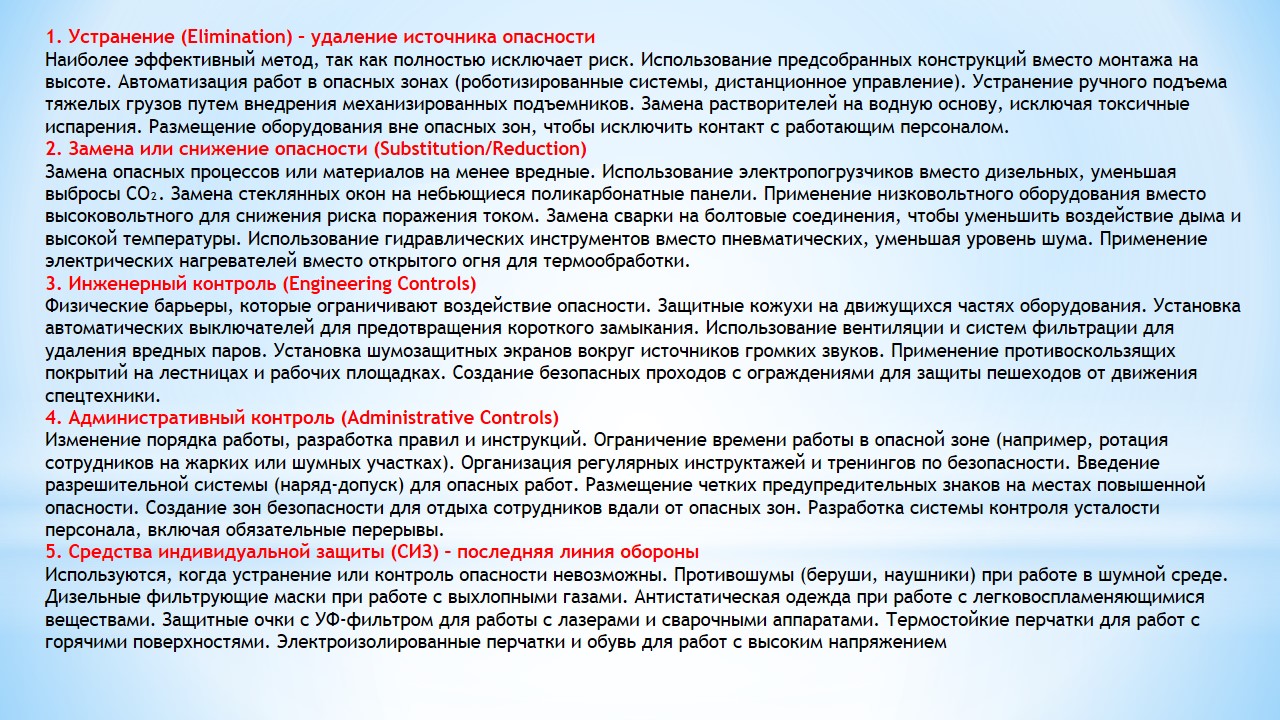 1. Устранение (Elimination) – удаление источника опасности
Наиболее эффективный метод, так как полностью исключает риск. Использование предсобранных конструкций вместо монтажа на
высоте. Автоматизация работ в опасных зонах (роботизированные системы, дистанционное управление). Устранение ручного подъема
тяжелых грузов путем внедрения механизированных подъемников. Замена растворителей на водную основу, исключая токсичные
испарения. Размещение оборудования вне опасных зон, чтобы исключить контакт с работающим персоналом.
2. Замена или снижение опасности (Substitution/Reduction)
Замена опасных процессов или материалов на менее вредные. Использование электропогрузчиков вместо дизельных, уменьшая
выбросы CO₂. Замена стеклянных окон на небьющиеся поликарбонатные панели. Применение низковольтного оборудования вместо
высоковольтного для снижения риска поражения током. Замена сварки на болтовые соединения, чтобы уменьшить воздействие дыма и
высокой температуры. Использование гидравлических инструментов вместо пневматических, уменьшая уровень шума. Применение
электрических нагревателей вместо открытого огня для термообработки.
3. Инженерный контроль (Engineering Controls)
Физические барьеры, которые ограничивают воздействие опасности. Защитные кожухи на движущихся частях оборудования. Установка
автоматических выключателей для предотвращения короткого замыкания. Использование вентиляции и систем фильтрации для
удаления вредных паров. Установка шумозащитных экранов вокруг источников громких звуков. Применение противоскользящих
покрытий на лестницах и рабочих площадках. Создание безопасных проходов с ограждениями для защиты пешеходов от движения
спецтехники.
4. Административный контроль (Administrative Controls)
Изменение порядка работы, разработка правил и инструкций. Ограничение времени работы в опасной зоне (например, ротация
сотрудников на жарких или шумных участках). Организация регулярных инструктажей и тренингов по безопасности. Введение
разрешительной системы (наряд-допуск) для опасных работ. Размещение четких предупредительных знаков на местах повышенной
опасности. Создание зон безопасности для отдыха сотрудников вдали от опасных зон. Разработка системы контроля усталости
персонала, включая обязательные перерывы.
5. Средства индивидуальной защиты (СИЗ) – последняя линия обороны
Используются, когда устранение или контроль опасности невозможны. Противошумы (беруши, наушники) при работе в шумной среде.
Дизельные фильтрующие маски при работе с выхлопными газами. Антистатическая одежда при работе с легковоспламеняющимися
веществами. Защитные очки с УФ-фильтром для работы с лазерами и сварочными аппаратами. Термостойкие перчатки для работ с
горячими поверхностями. Электроизолированные перчатки и обувь для работ с высоким напряжением